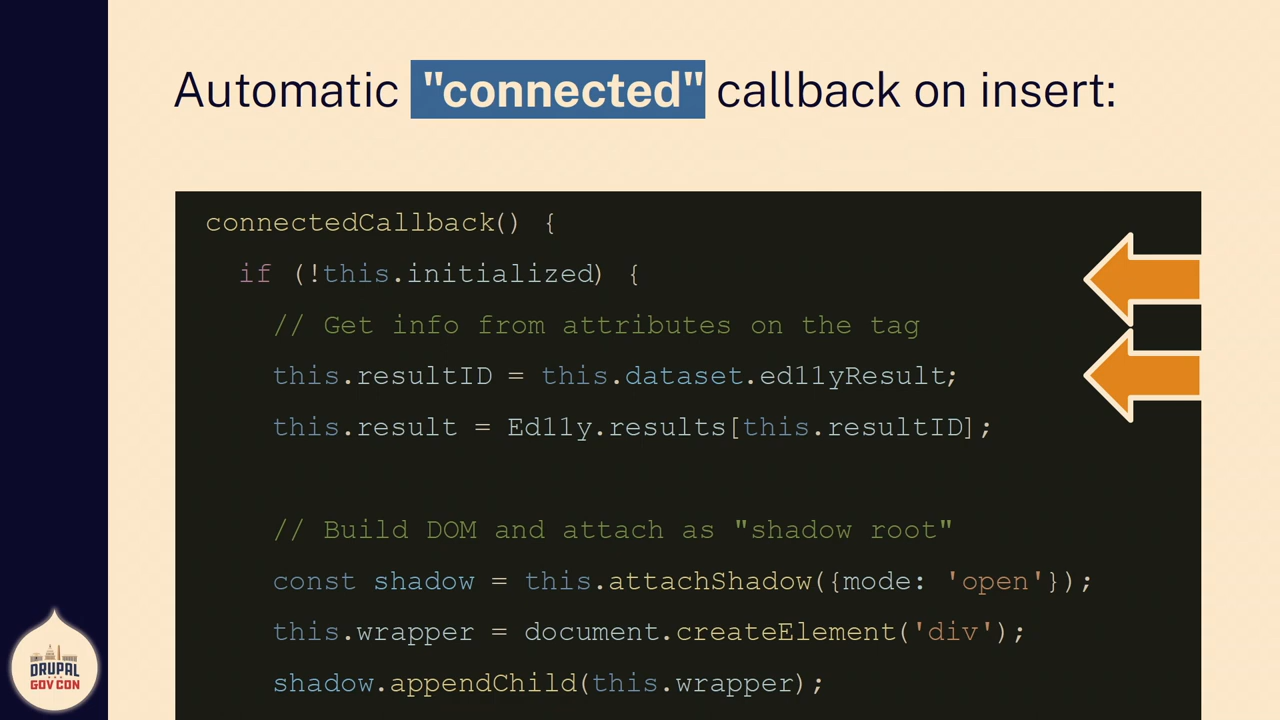 Automatic "connected" callback on insert:
connectedCallback() {
if (!this.initialized) {
// Get info from attributes on the tag
this.resultID = this.dataset.ed11yResult;
this.result = Ed11y.results[this.resultID];
// Build DOM and attach as "shadow root"
const shadow = this.attachShadow({mode: 'open'});
this.wrapper = document.createElement('div');
shadow.appendChild(this.wrapper);
DRUPAL
GOV CON